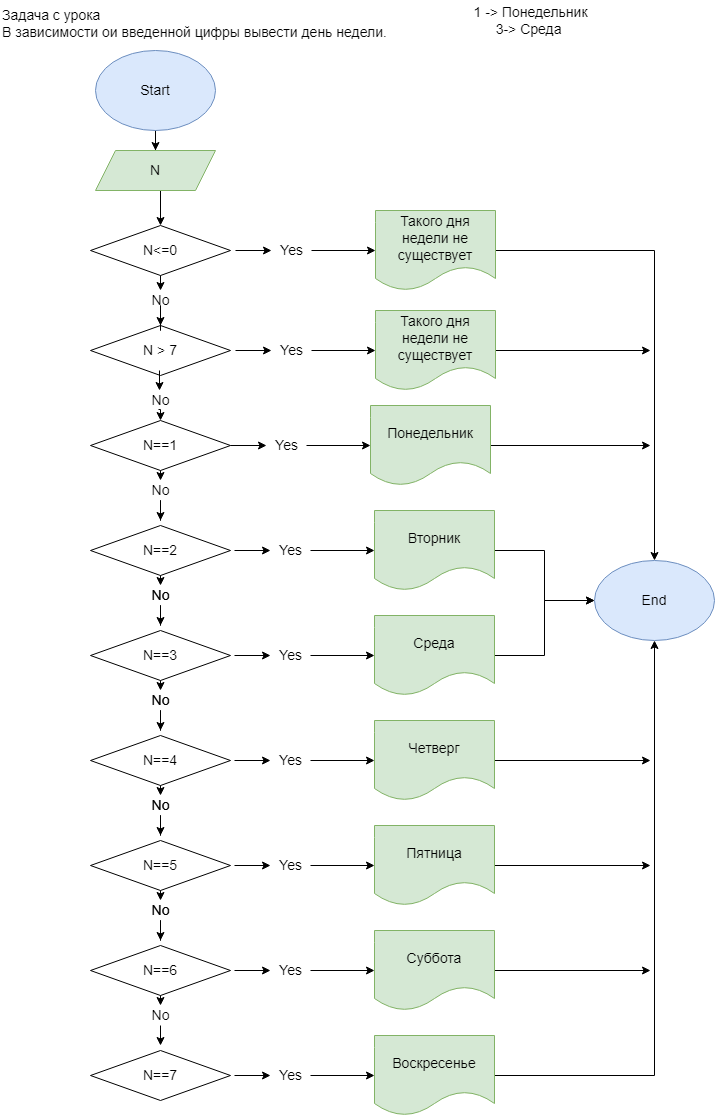 Задача с урока
В зависимости ои введенной цифры вывести день недели.
1 -> Понедельник
3-> Среда
Start
N
N<=0
Yes
Такого дня
недели не
существует
No
N > 7
Yes
Такого дня
недели не
существует
No
N==1
Yes
Понедельник
No
N==2
Yes
Вторник
No
End
N==3
Yes
Среда
No
N==4
Yes
Четверг
No
N==5
Yes
Пятница
No
N==6
Yes
Суббота
No
N==7
Yes
Воскресенье